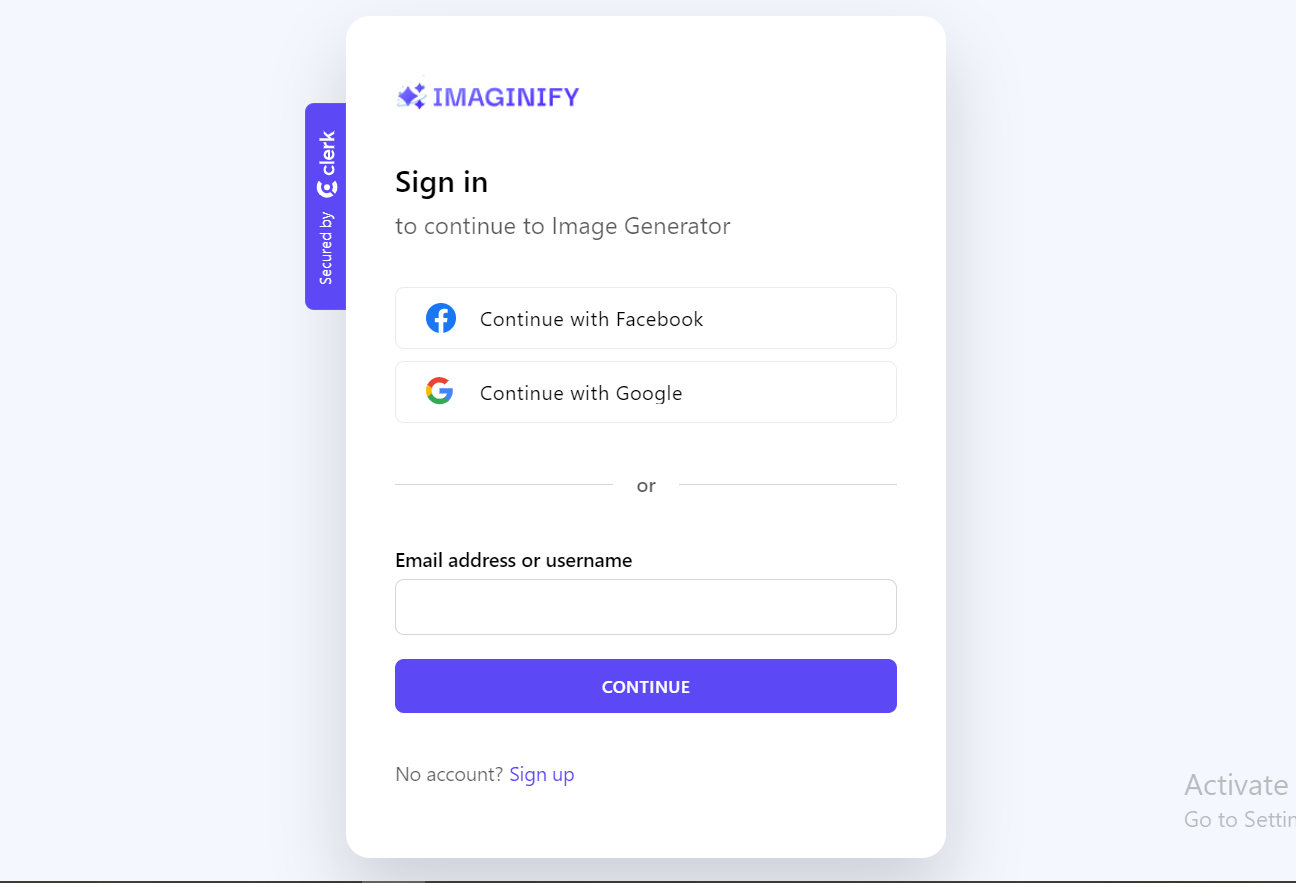 IMAGINIFY
Secured by clerk
Sign in
to continue to Image Generator
Continue with Facebook
Continue with Google
or
Email address or username
CONTINUE
No account? Sign up
Activate
Go to